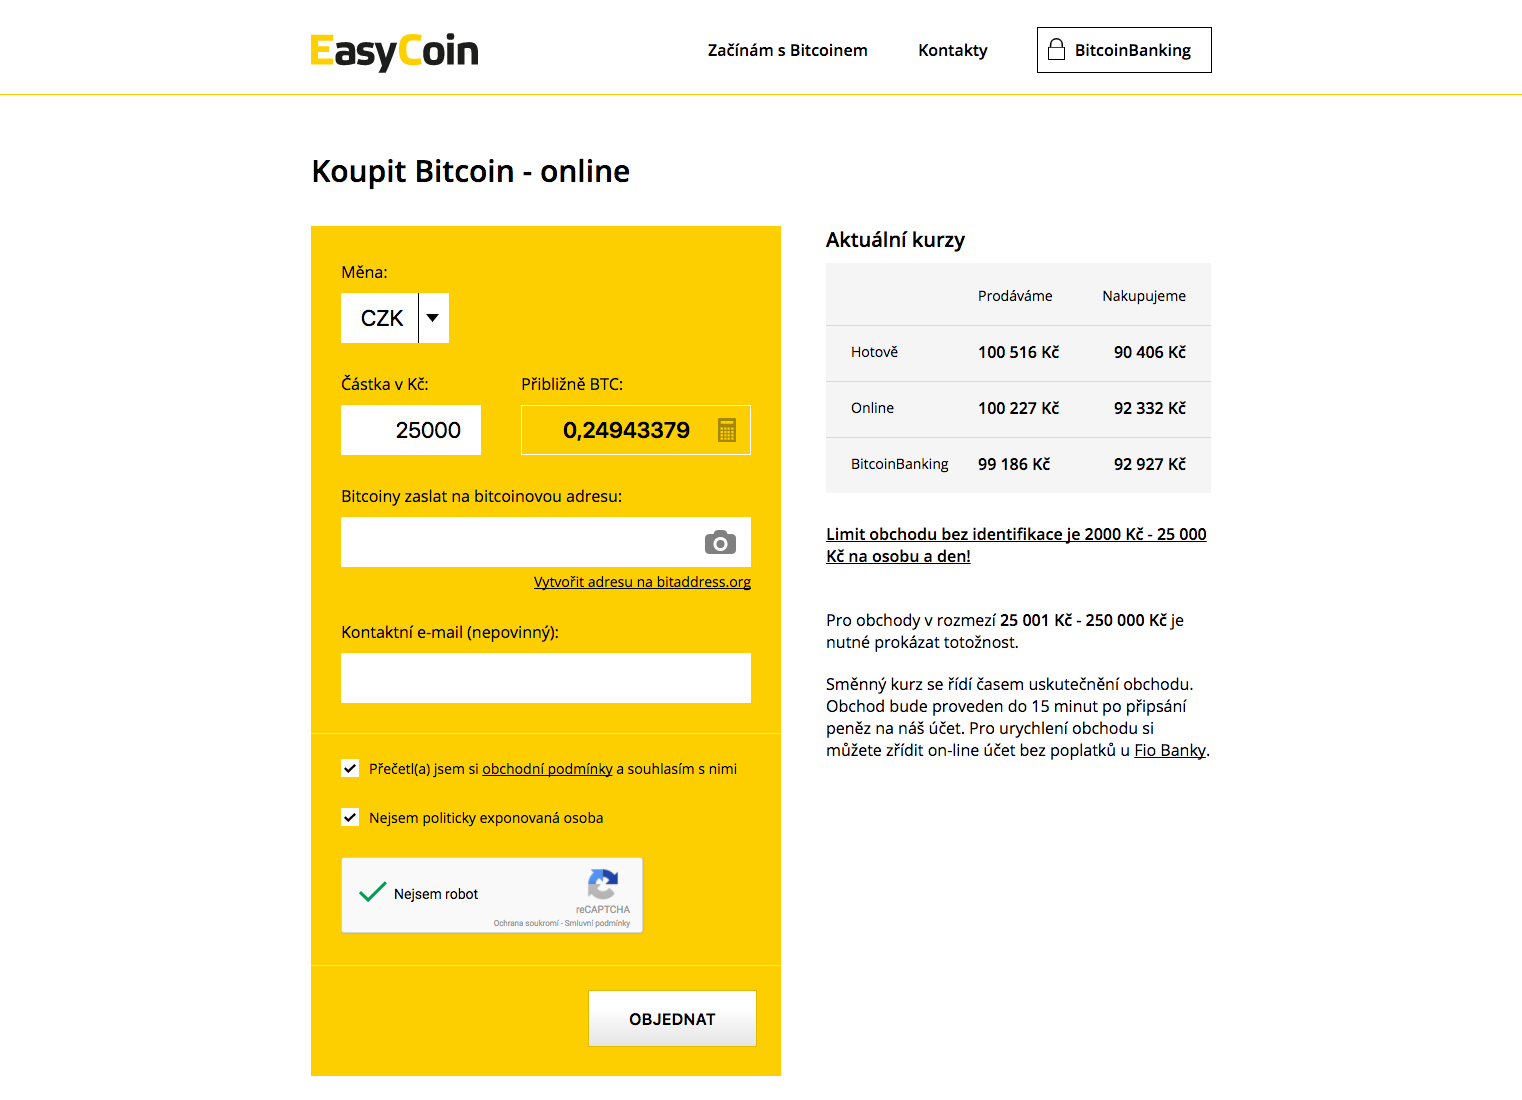 EasyCoin
Začínám s Bitcoinem
Kontakty
BitcoinBanking
Koupit Bitcoin - online
Měna:
CZK
Částka v Kč:
Přibližně BTC:
25000
0,24943379
Bitcoiny zaslat na bitcoinovou adresu:
Vytvořit adresu na bitaddress.org
Kontaktní e-mail (nepovinný):
Přečetl(a) jsem si obchodní podmínky a souhlasím s nimi
Nejsem politicky exponovaná osoba
Nejsem robot
reCAPTCHA
Ochrana soukromí - Smluvní podmínky
OBJEDNAT
Aktuální kurzy
Prodáváme Nakupujeme
Hotově 100 516 Kč 90 406 Kč
Online 100 227 Kč 92 332 Kč
BitcoinBanking 99 186 Kč 92 927 Kč
Limit obchodu bez identifikace je 2000 Kč - 25 000
Kč na osobu a den!
Pro obchody v rozmezí 25 001 Kč - 250 000 Kč je
nutné prokázat totožnost.
Směnný kurz se řídí časem uskutečnění obchodu.
Obchod bude proveden do 15 minut po připsání
peněz na náš účet. Pro urychlení obchodu si
můžete zřídit on-line účet bez poplatků u Fio Banky.